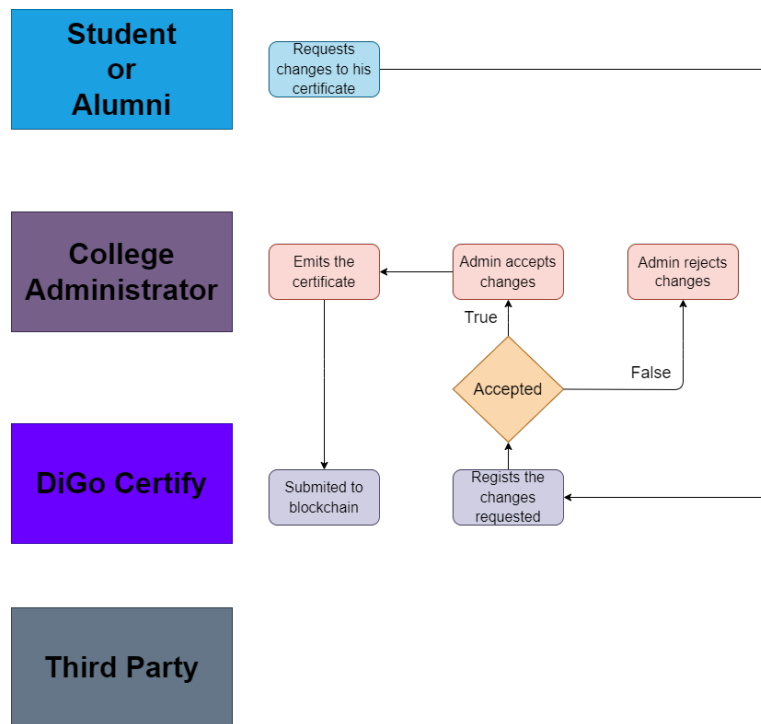 Student
or
Alumni
Requests
changes to his
certificate
College
Administrator
Emits the
certificate
Admin accepts
changes
Admin rejects
changes
True
False
Accepted
DiGo Certify
Submited to
blockchain
Regists the
changes
requested
Third Party